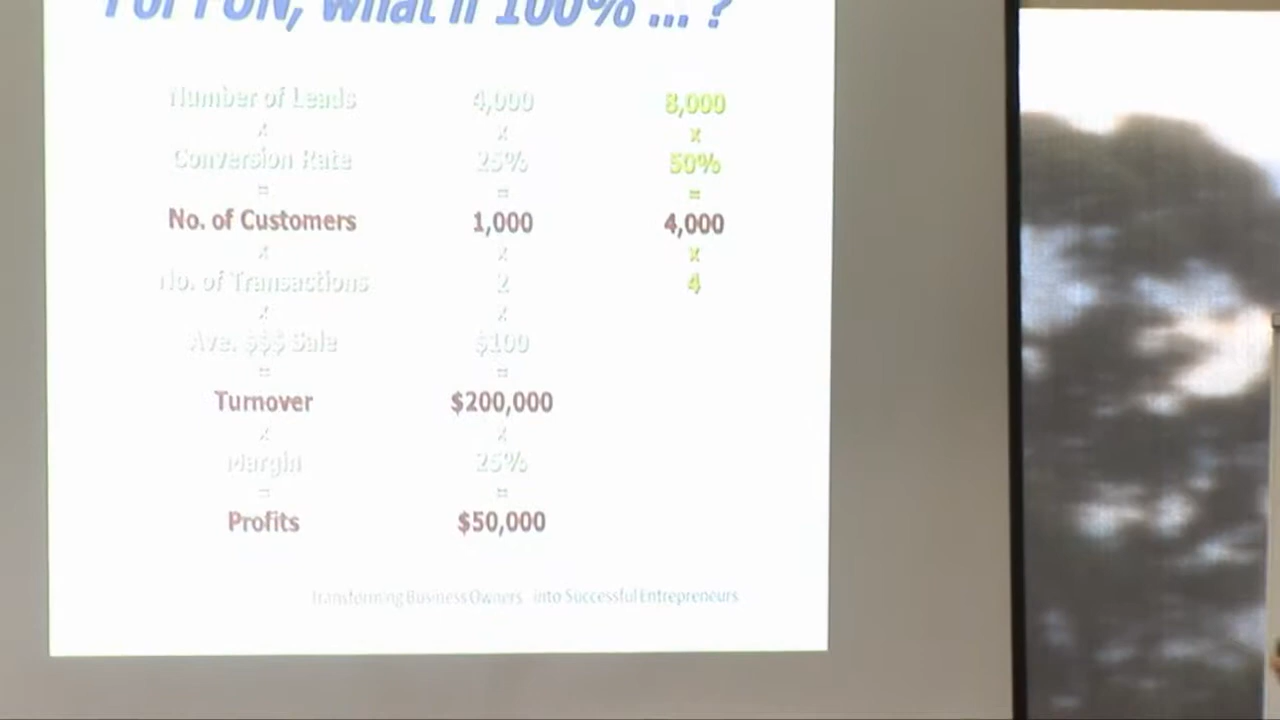 For FUN, what if 100% ... ?
Number of Leads 4,000 8,000
x x x
Conversion Rate 25% 50%
= = =
No. of Customers 1,000 4,000
x x x
No. of Transactions 2 4
x x
Ave. $$$ Sale $100
= =
Turnover $200,000
x x
Margin 25%
= =
Profits $50,000
Transforming Business Owners into Successful Entrepreneurs